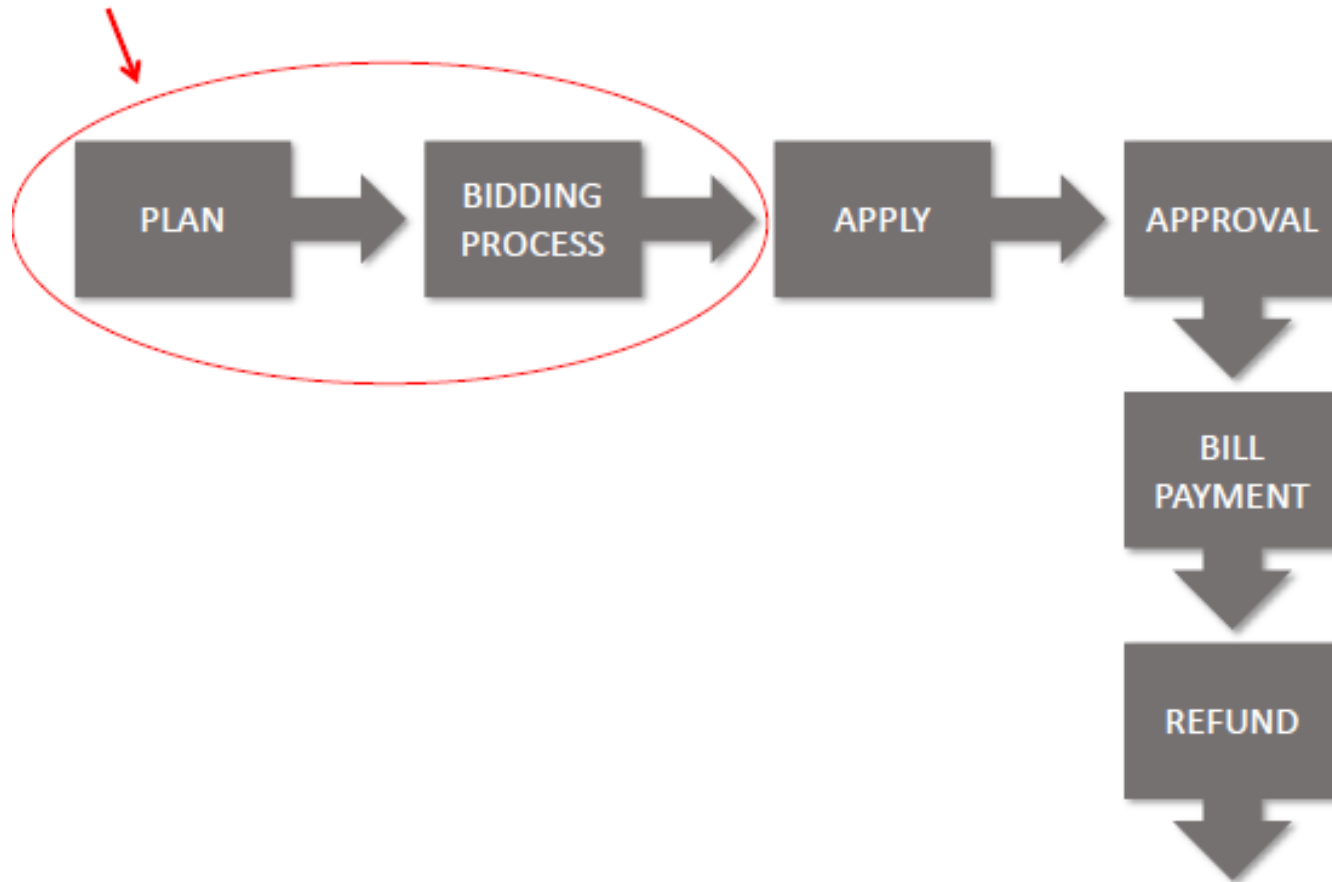 PLAN
BIDDING
PROCESS
APPLY
APPROVAL
BILL
PAYMENT
REFUND